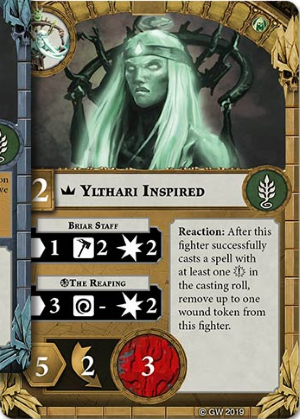 on
ve
2 Ylthari Inspired
Briar Staff
1 2 2
The Reaping
3 - 2
Reaction: After this
fighter successfully
casts a spell with
at least one in
the casting roll,
remove up to one
wound token from
this fighter.
5 2 3
© GW 2019